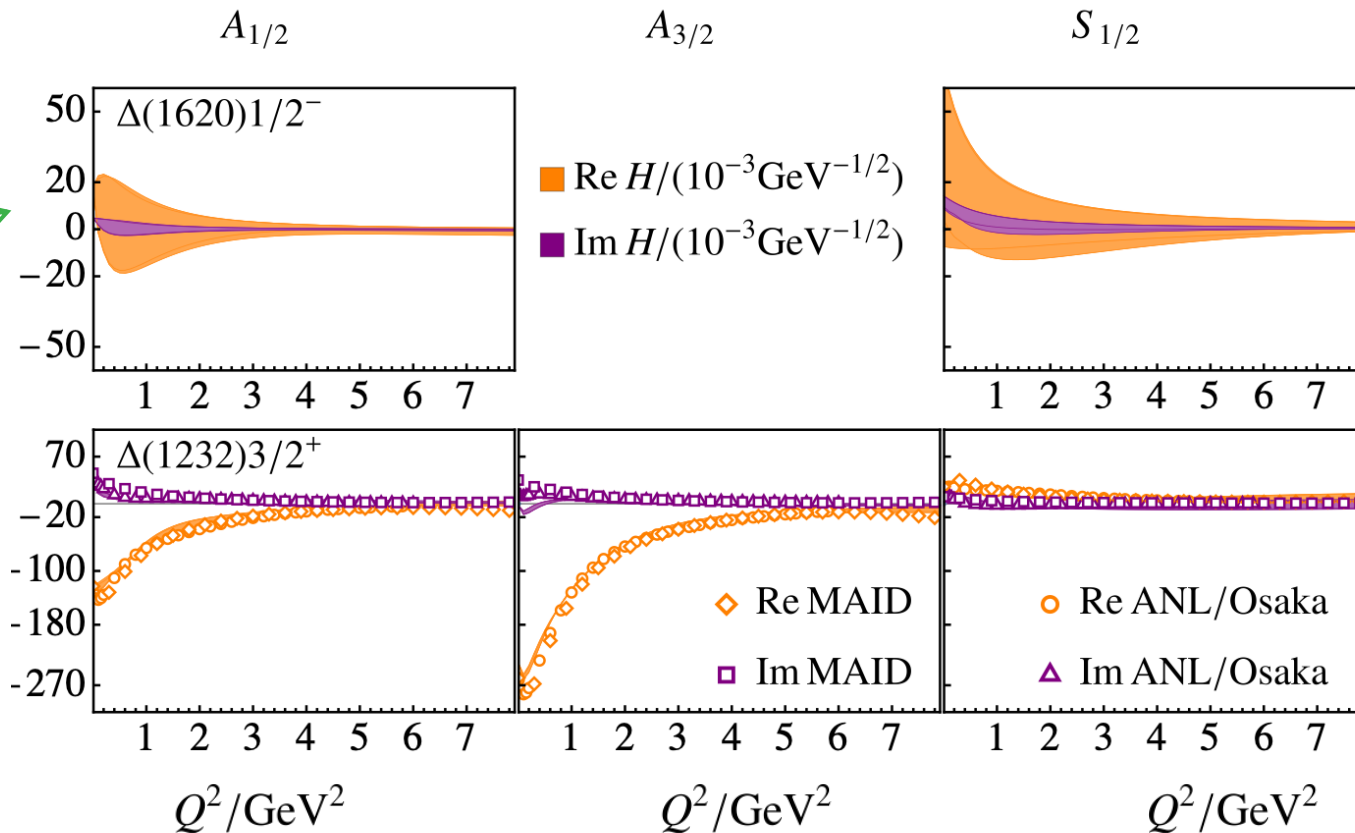 A1/2 A3/2 S1/2
Δ(1620)1/2−
50
20
0
−20
−50
Re H/(10−3GeV−1/2)
Im H/(10−3GeV−1/2)
1 2 3 4 5 6 7
1 2 3 4 5 6 7
Δ(1232)3/2+
70
−20
-100
-180
-270
Re MAID
Im MAID
Re ANL/Osaka
Im ANL/Osaka
1 2 3 4 5 6 7
1 2 3 4 5 6 7
1 2 3 4 5 6 7
Q2/GeV2 Q2/GeV2 Q2/GeV2